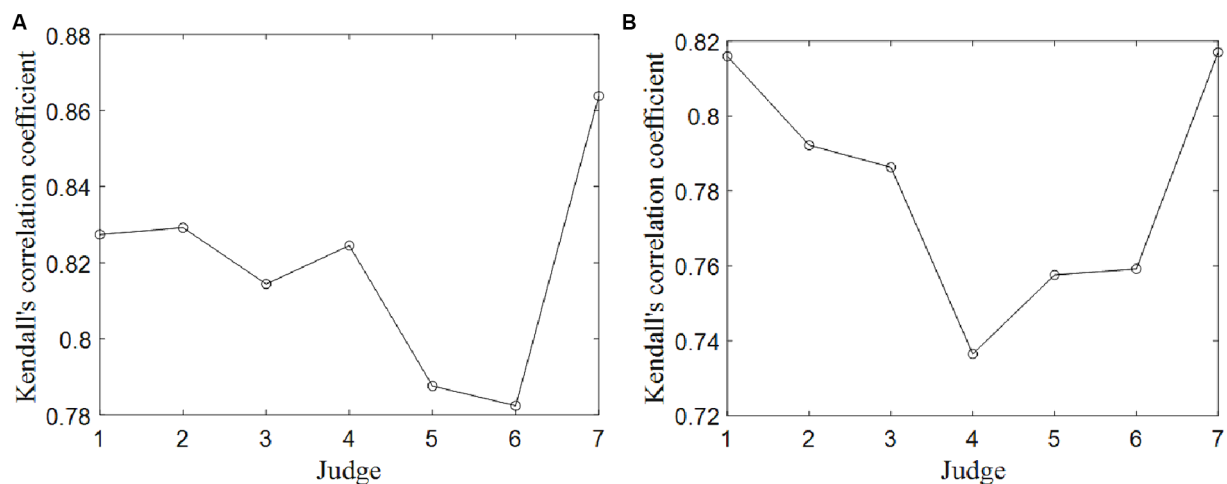 A
Kendall's correlation coefficient
0.88
0.86
0.84
0.82
0.8
0.78
1 2 3 4 5 6 7
Judge
B
Kendall's correlation coefficient
0.82
0.8
0.78
0.76
0.74
0.72
1 2 3 4 5 6 7
Judge